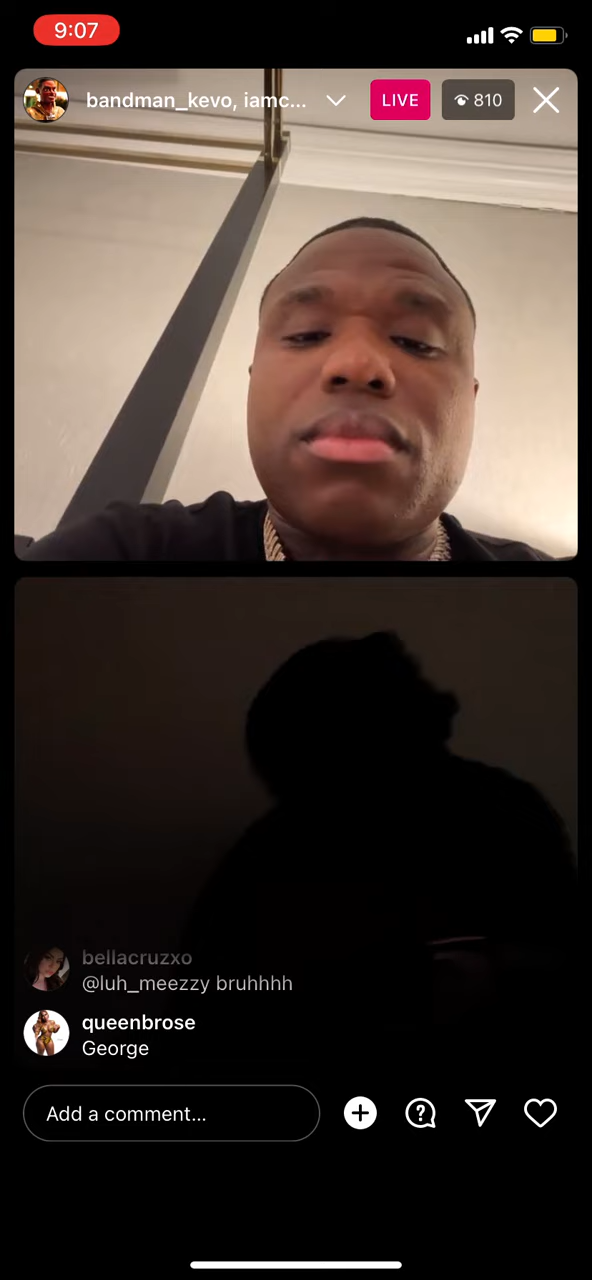 9:07
bandman_kevo, iamc...
LIVE
810
bellacruzxo
@luh_meezzy bruhhhh
queenbrose
George
Add a comment...